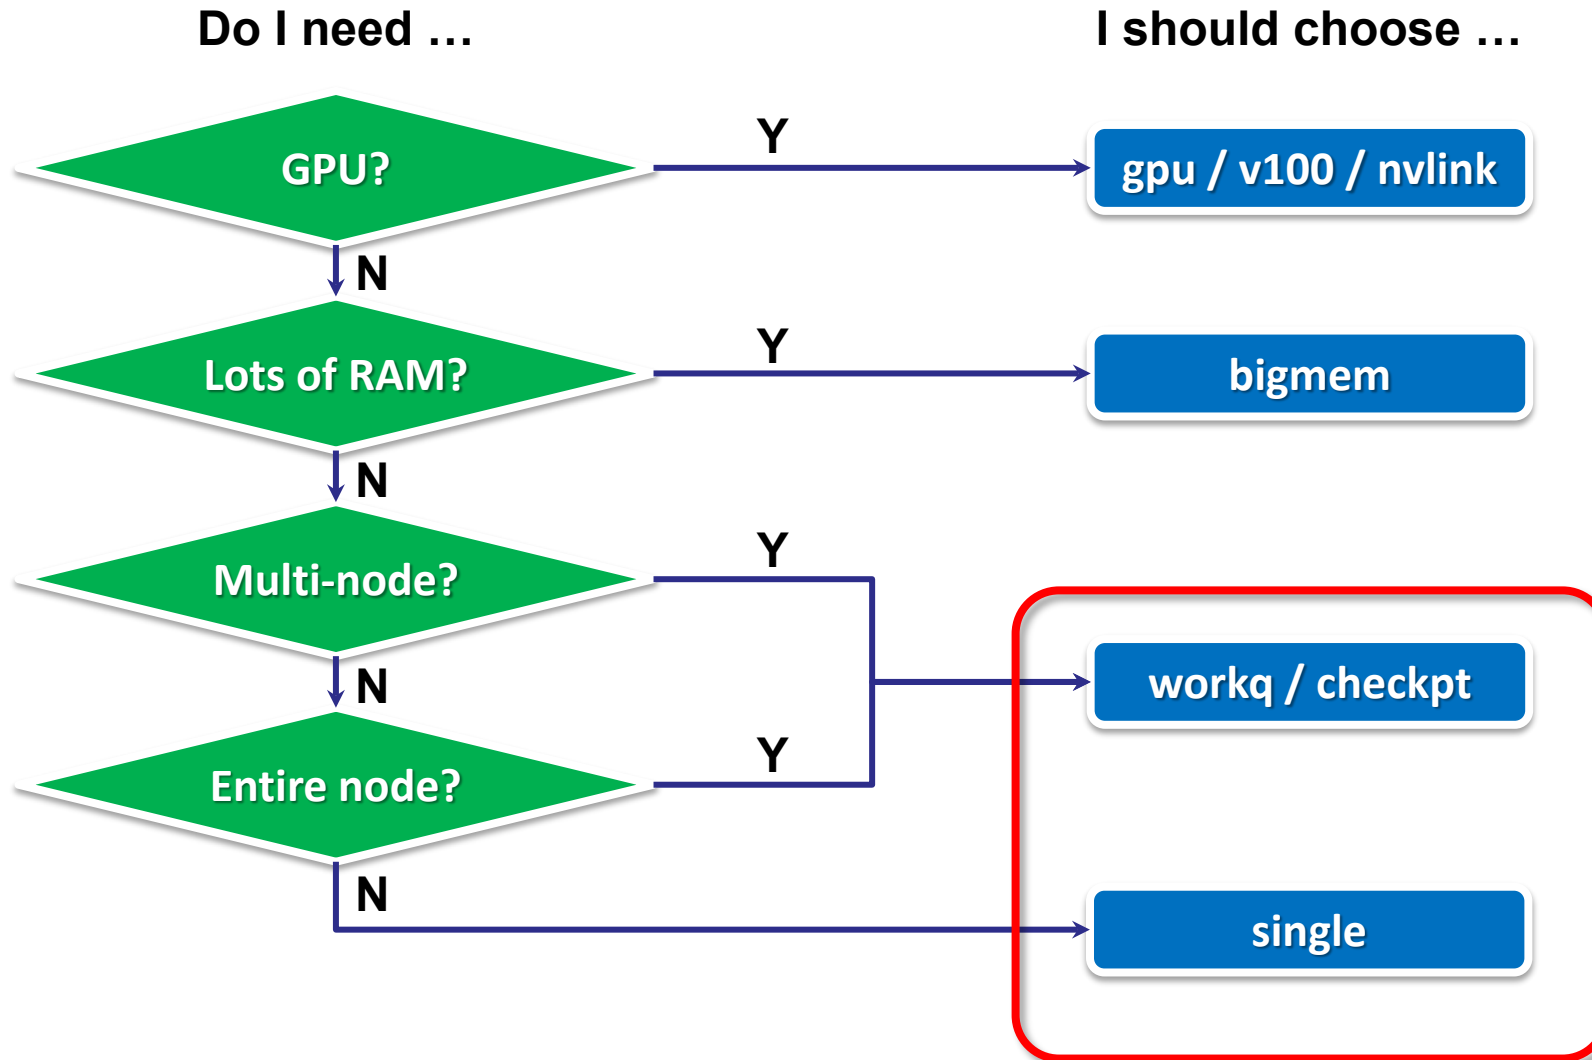 Do I need …
I should choose …
GPU?
Y
gpu / v100 / nvlink
N
Lots of RAM?
Y
bigmem
N
Multi-node?
Y
workq / checkpt
N
Entire node?
Y
N
single